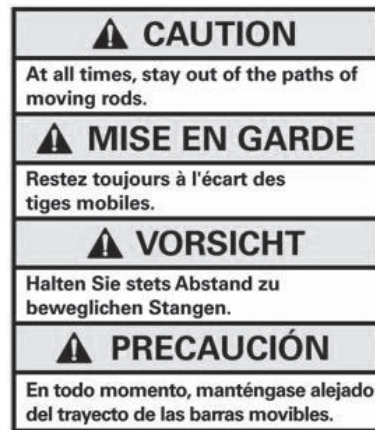 CAUTION
At all times, stay out of the paths of
moving rods.
MISE EN GARDE
Restez toujours à l'écart des
tiges mobiles.
VORSICHT
Halten Sie stets Abstand zu
beweglichen Stangen.
PRECAUCIÓN
En todo momento, manténgase alejado
del trayecto de las barras movibles.